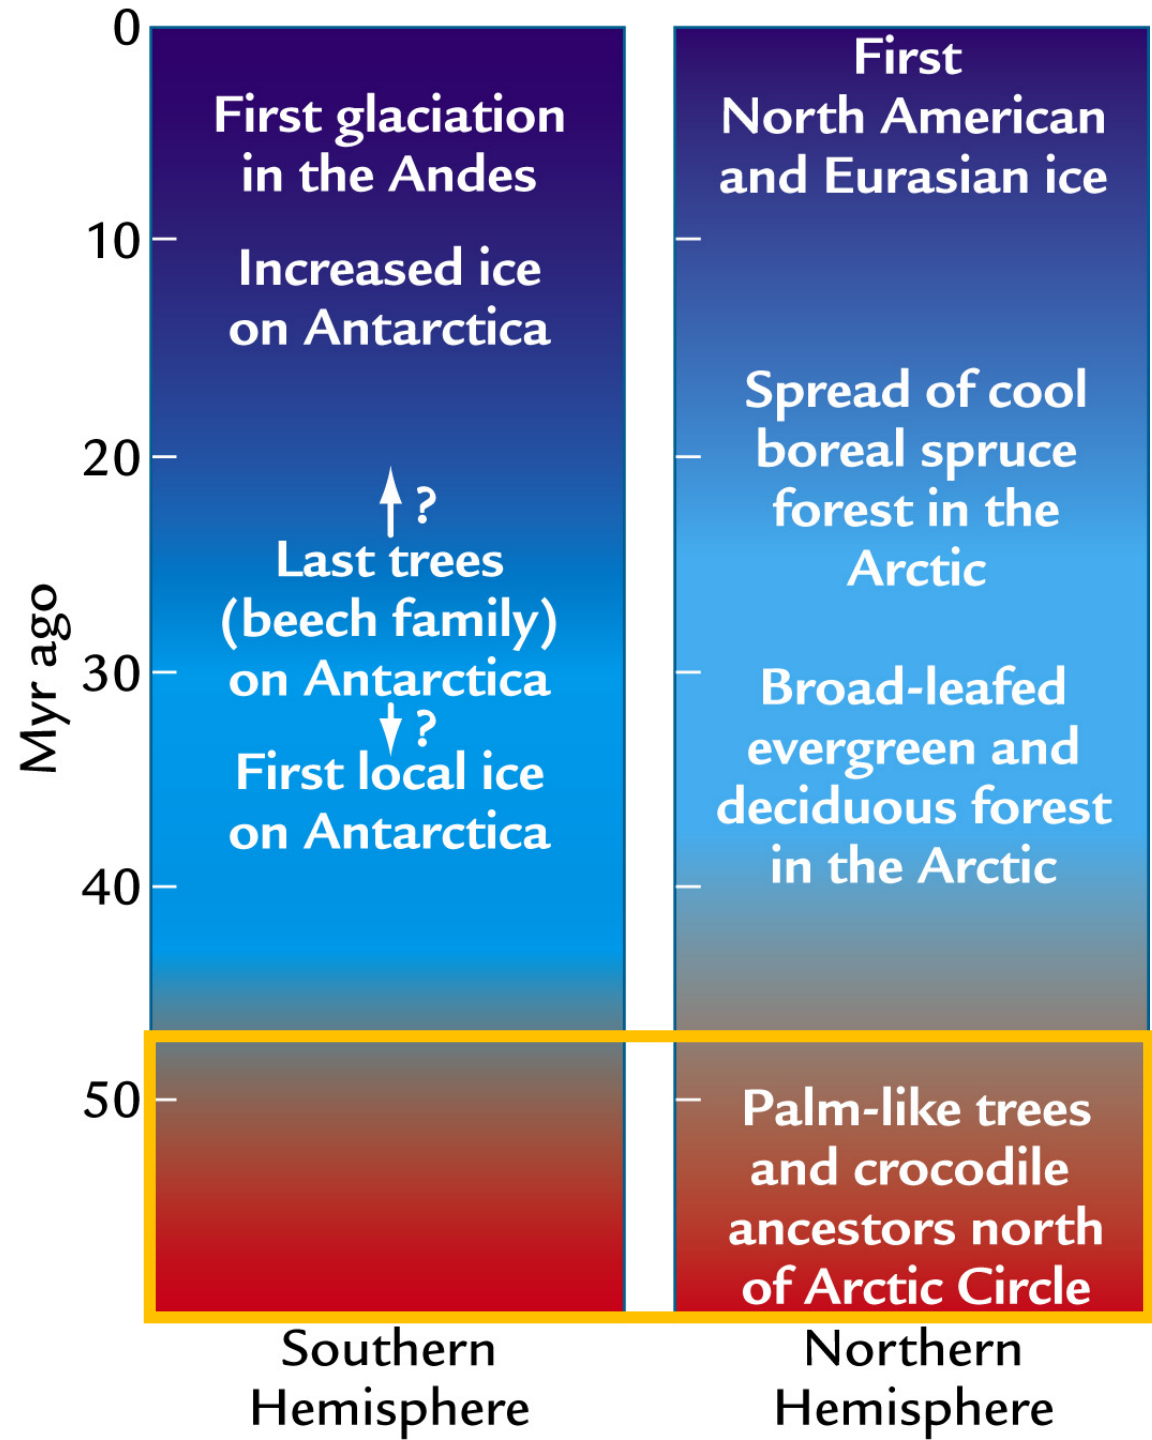 0
10
20
30
40
50
Myr ago
First glaciation
in the Andes
Increased ice
on Antarctica
?
Last trees
(beech family)
on Antarctica
?
First local ice
on Antarctica
Southern
Hemisphere
First
North American
and Eurasian ice
Spread of cool
boreal spruce
forest in the
Arctic
Broad-leafed
evergreen and
deciduous forest
in the Arctic
Palm-like trees
and crocodile
ancestors north
of Arctic Circle
Northern
Hemisphere